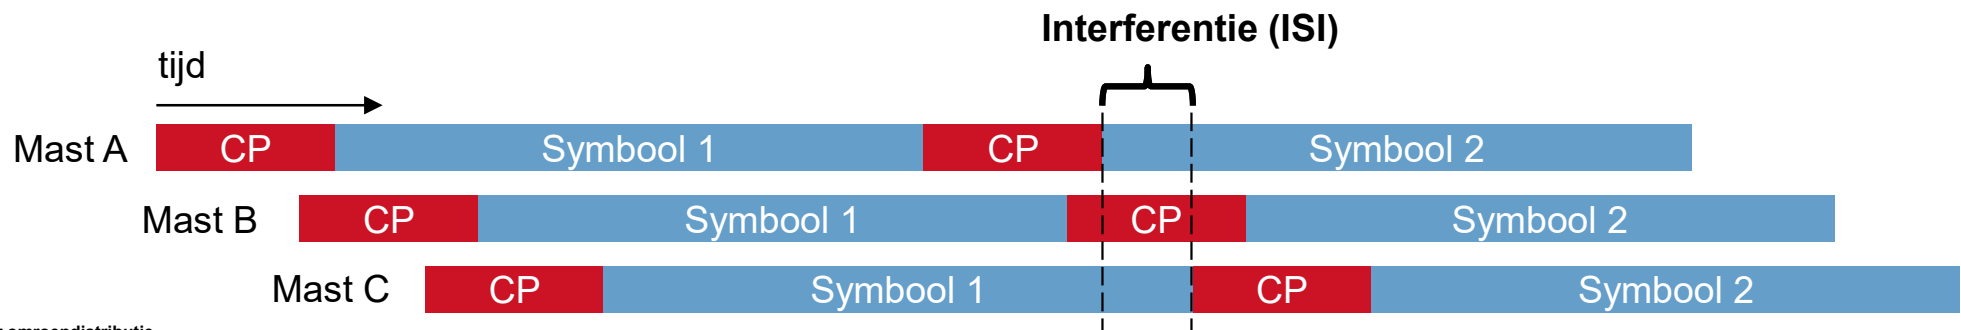 Interferentie (ISI)
tijd
Mast A CP Symbool 1 CP Symbool 2
Mast B CP Symbool 1 CP Symbool 2
Mast C CP Symbool 1 CP Symbool 2